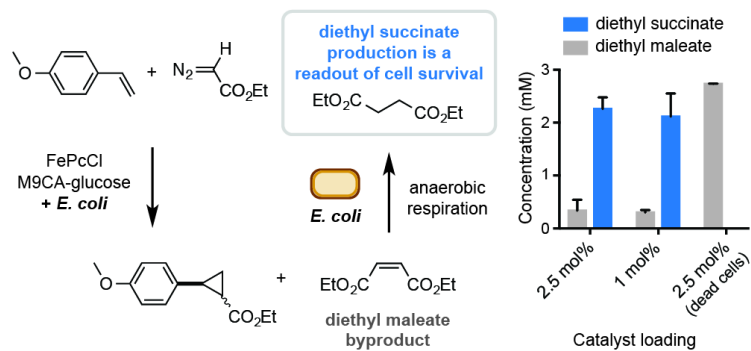 O
+
N2
H
CO2Et
diethyl succinate
production is a
readout of cell survival
EtO2C
CO2Et
FePcCl
M9CA-glucose
+ E. coli
E. coli
anaerobic
respiration
O
CO2Et
+
EtO2C
CO2Et
diethyl maleate
byproduct
diethyl succinate
diethyl maleate
Concentration (mM)
3
2
1
0
2.5 mol%
1 mol%
2.5 mol%
(dead cells)
Catalyst loading